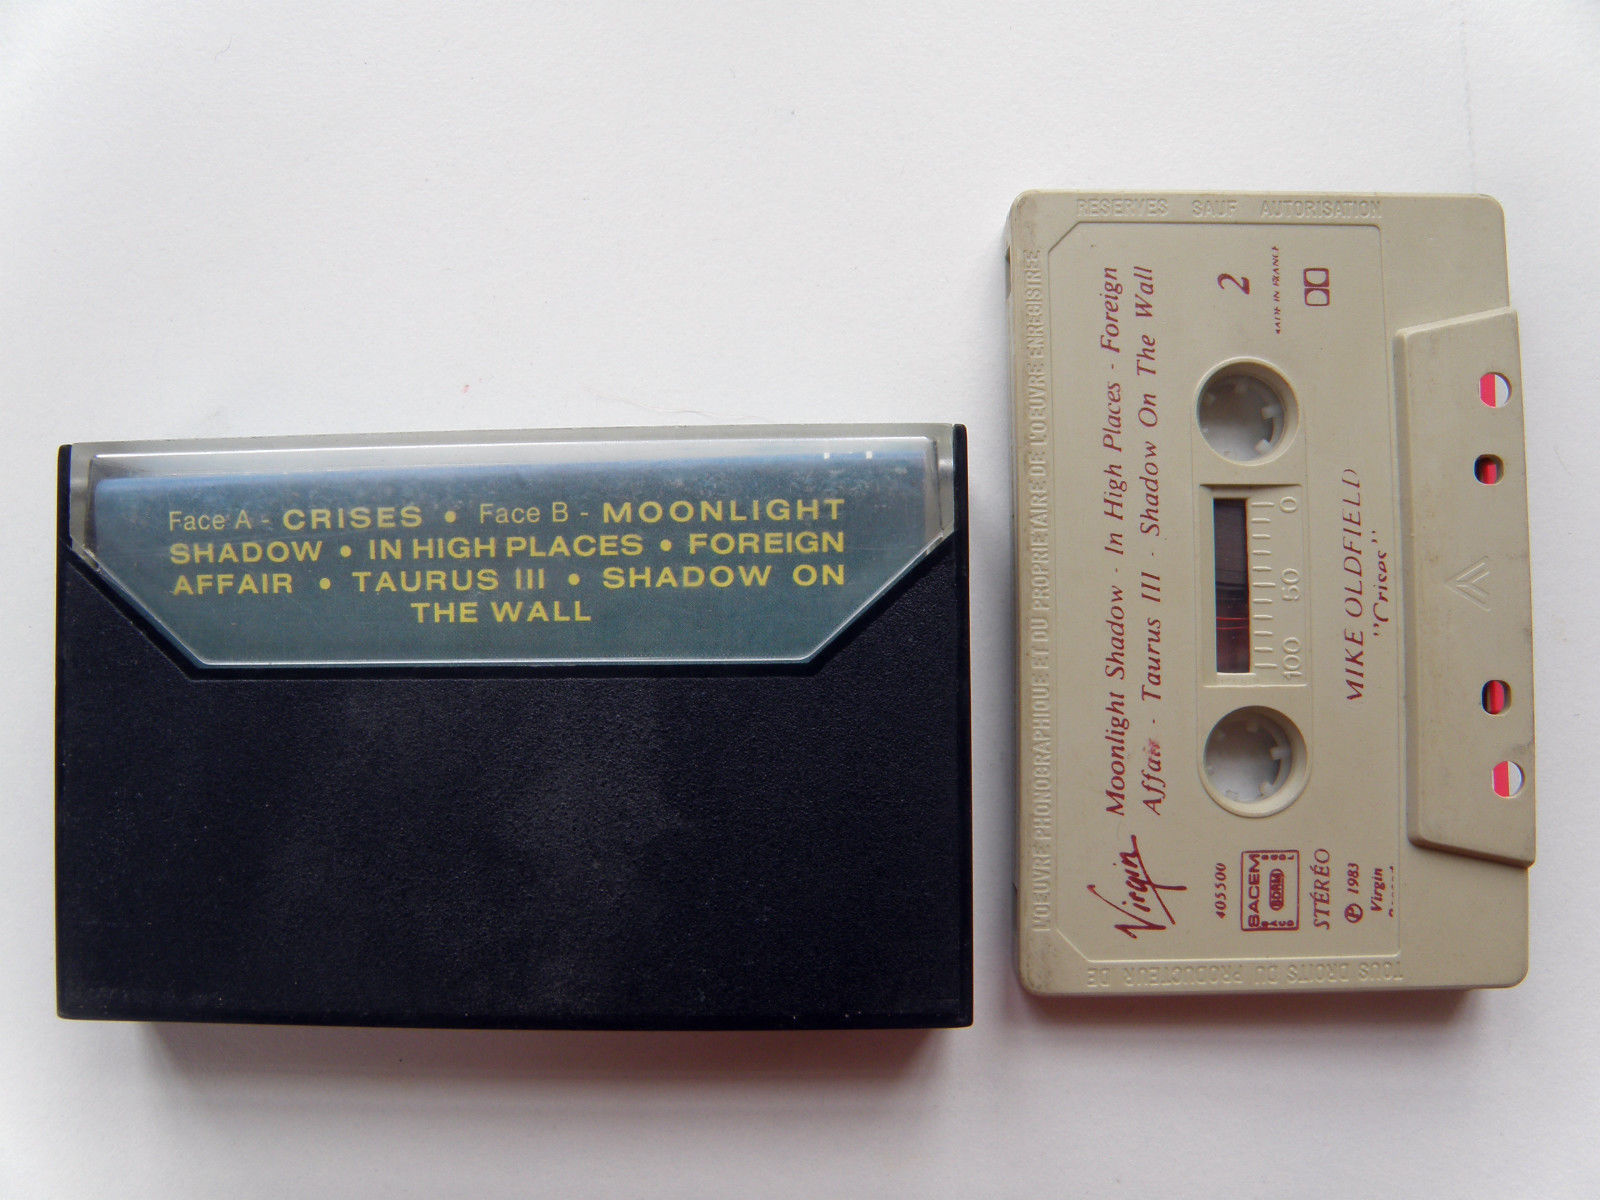 Face A - CRISES • Face B - MOONLIGHT
SHADOW • IN HIGH PLACES • FOREIGN
AFFAIR • TAURUS III • SHADOW ON
THE WALL
RESERVES SAUF AUTORISATION
L'OEUVRE PHONOGRAPHIQUE ET DU PROPRIETAIRE DE L'OEUVRE ENREGISTREE
TOUS DROITS DU PRODUCTEUR DE
Virgin
Moonlight Shadow - In High Places - Foreign
Affair - Taurus III - Shadow On The Wall
2
MADE IN FRANCE
405500
SACEM
BIEM
STÉRÉO
℗ 1983
Virgin
100 50 0
MIKE OLDFIELD
"Crises"